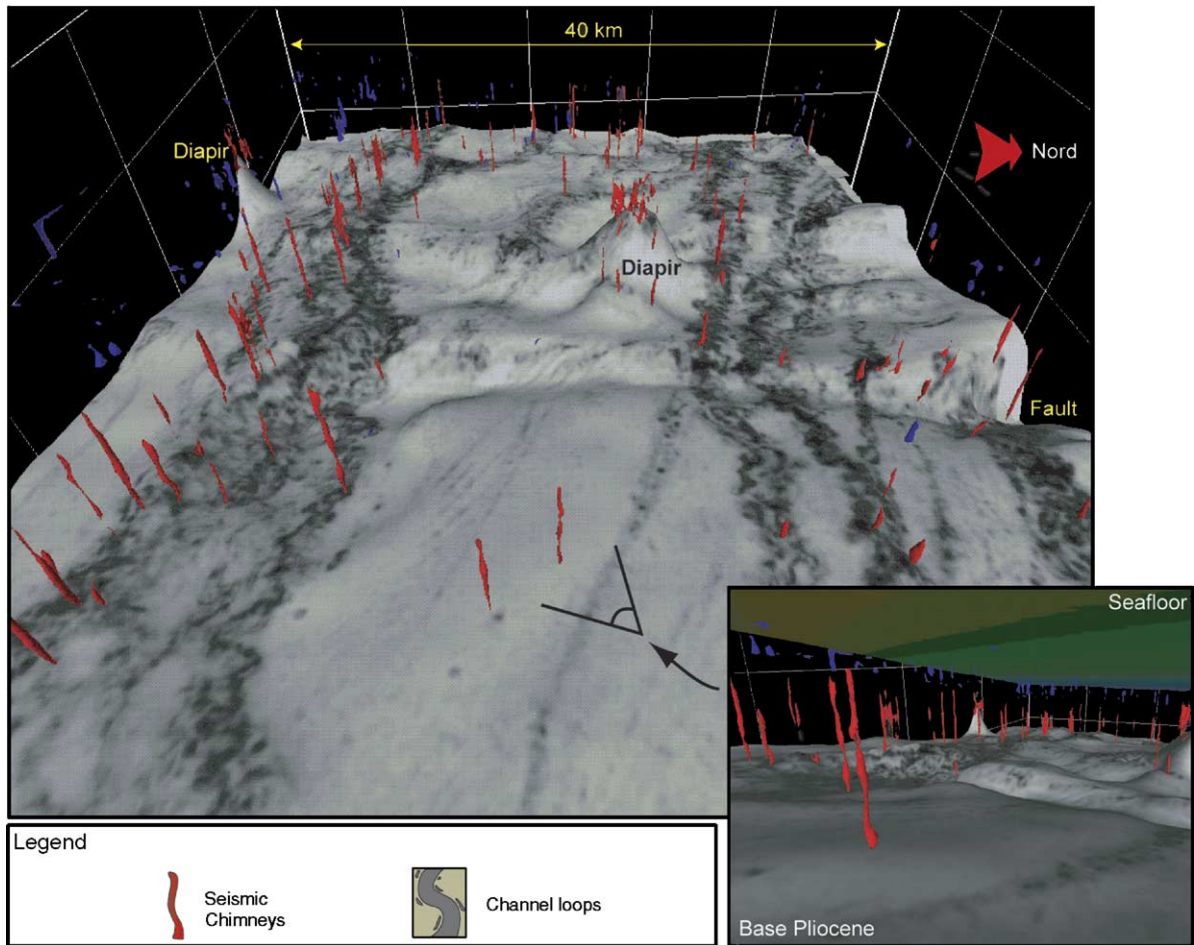 40 km
Diapir
Nord
Diapir
Fault
Seafloor
Base Pliocene
Legend
Seismic
Chimneys
Channel loops